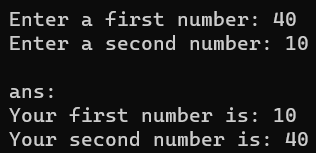 Enter a first number: 40
Enter a second number: 10
ans:
Your first number is: 10
Your second number is: 40